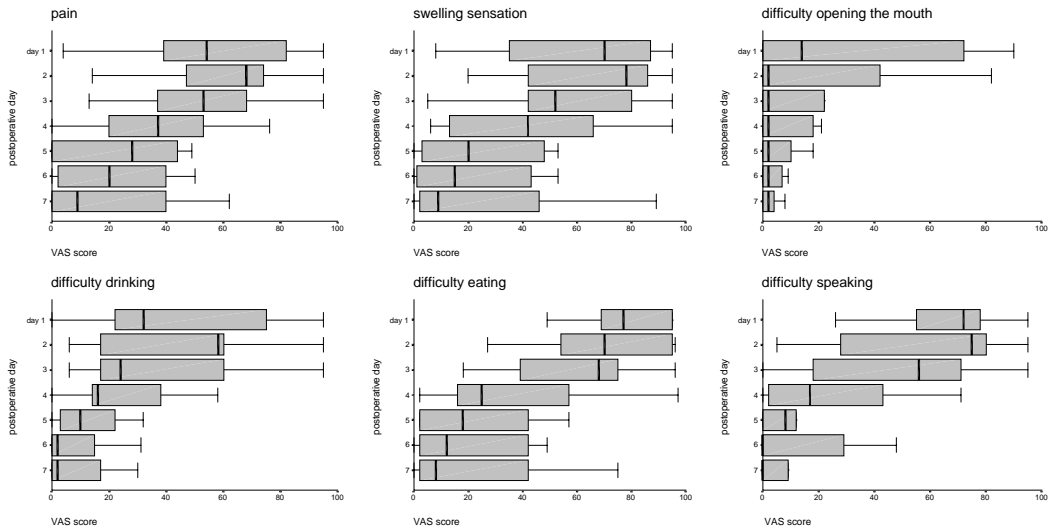 pain
postoperative day
day 1
2
3
4
5
6
7
0 20 40 60 80 100
VAS score
swelling sensation
postoperative day
day 1
2
3
4
5
6
7
0 20 40 60 80 100
VAS score
difficulty opening the mouth
postoperative day
day 1
2
3
4
5
6
7
0 20 40 60 80 100
VAS score
difficulty drinking
postoperative day
day 1
2
3
4
5
6
7
0 20 40 60 80 100
VAS score
difficulty eating
postoperative day
day 1
2
3
4
5
6
7
0 20 40 60 80 100
VAS score
difficulty speaking
postoperative day
day 1
2
3
4
5
6
7
0 20 40 60 80 100
VAS score